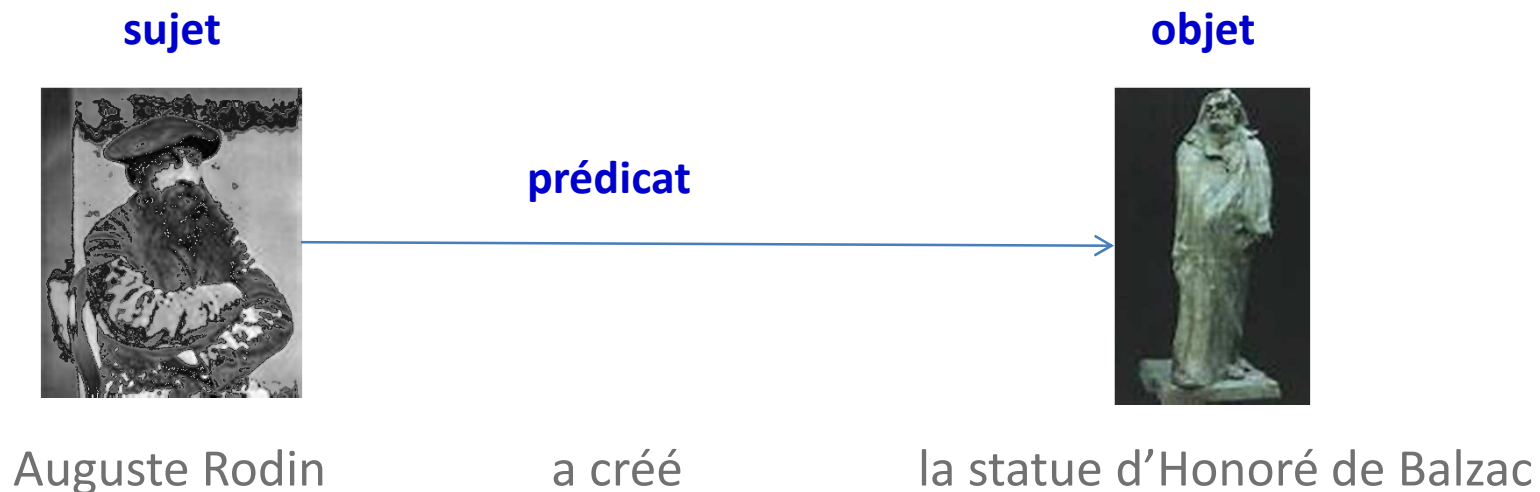 sujet
objet
prédicat
Auguste Rodin a créé la statue d’Honoré de Balzac